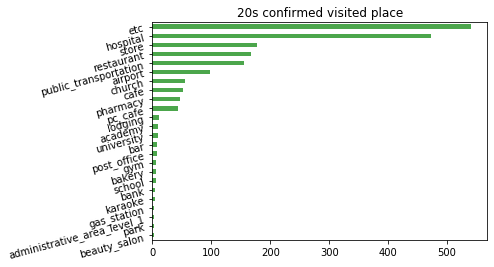 20s confirmed visited place
etc
hospital
store
restaurant
public_transportation
airport
church
cafe
pharmacy
pc_cafe
lodging
academy
university
bar
post_office
gym
bakery
school
bank
karaoke
gas_station
administrative_area_level_1
park
beauty_salon
0 100 200 300 400 500